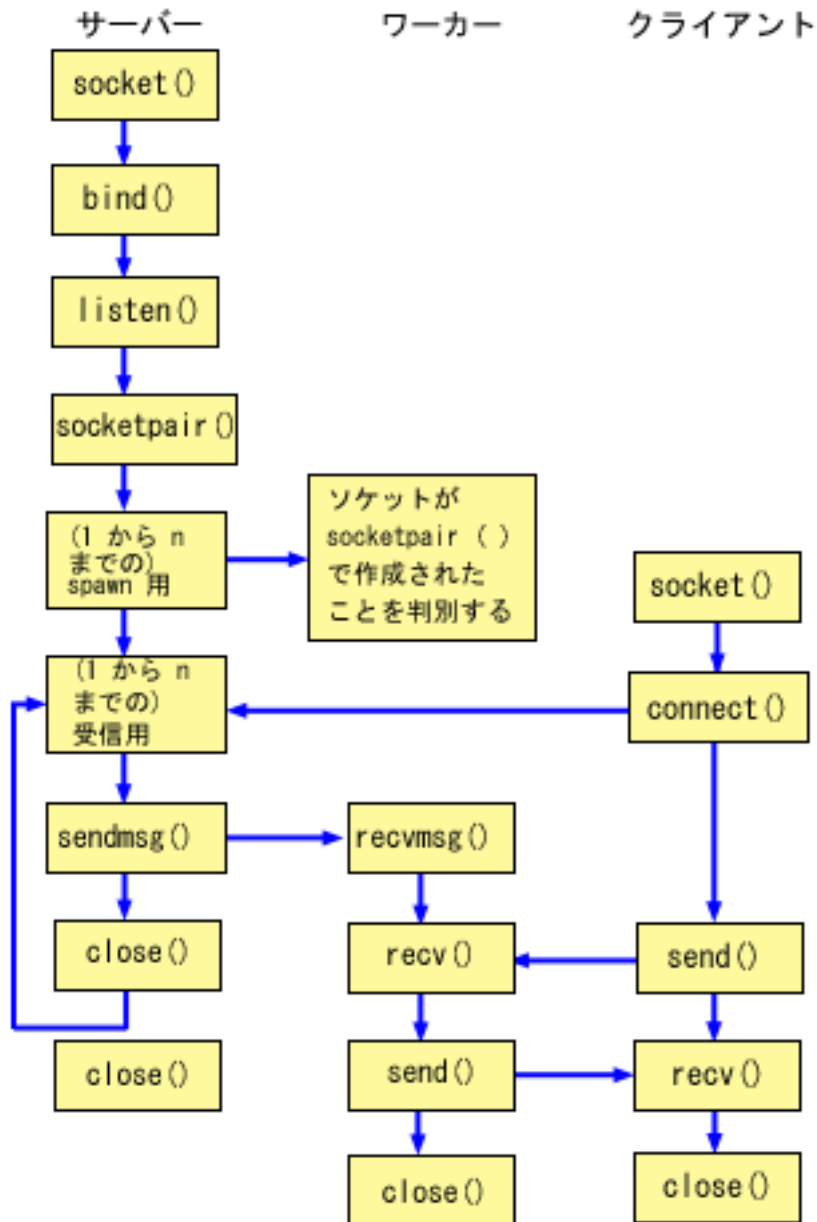 サーバー
ワーカー
クライアント
socket()
bind()
listen()
socketpair()
(1 から n
までの)
spawn 用
ソケットが
socketpair ( )
で作成された
ことを判別する
socket()
(1 から n
までの)
受信用
connect()
sendmsg()
recvmsg()
close()
recv()
send()
close()
send()
recv()
close()
close()